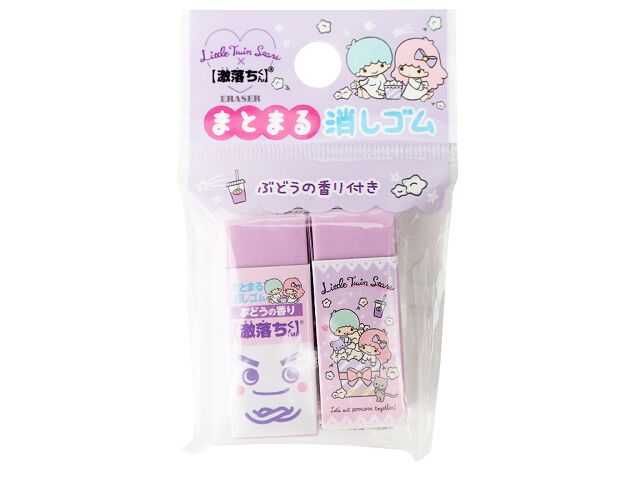 Little Twin Stars
×
【激落ちくん】®
ERASER
まとまる 消しゴム
ぶどうの香り付き
まとまる
消しゴム
ぶどうの香り
【激落ちくん】®
Little Twin Stars
Let's eat popcorn, together!